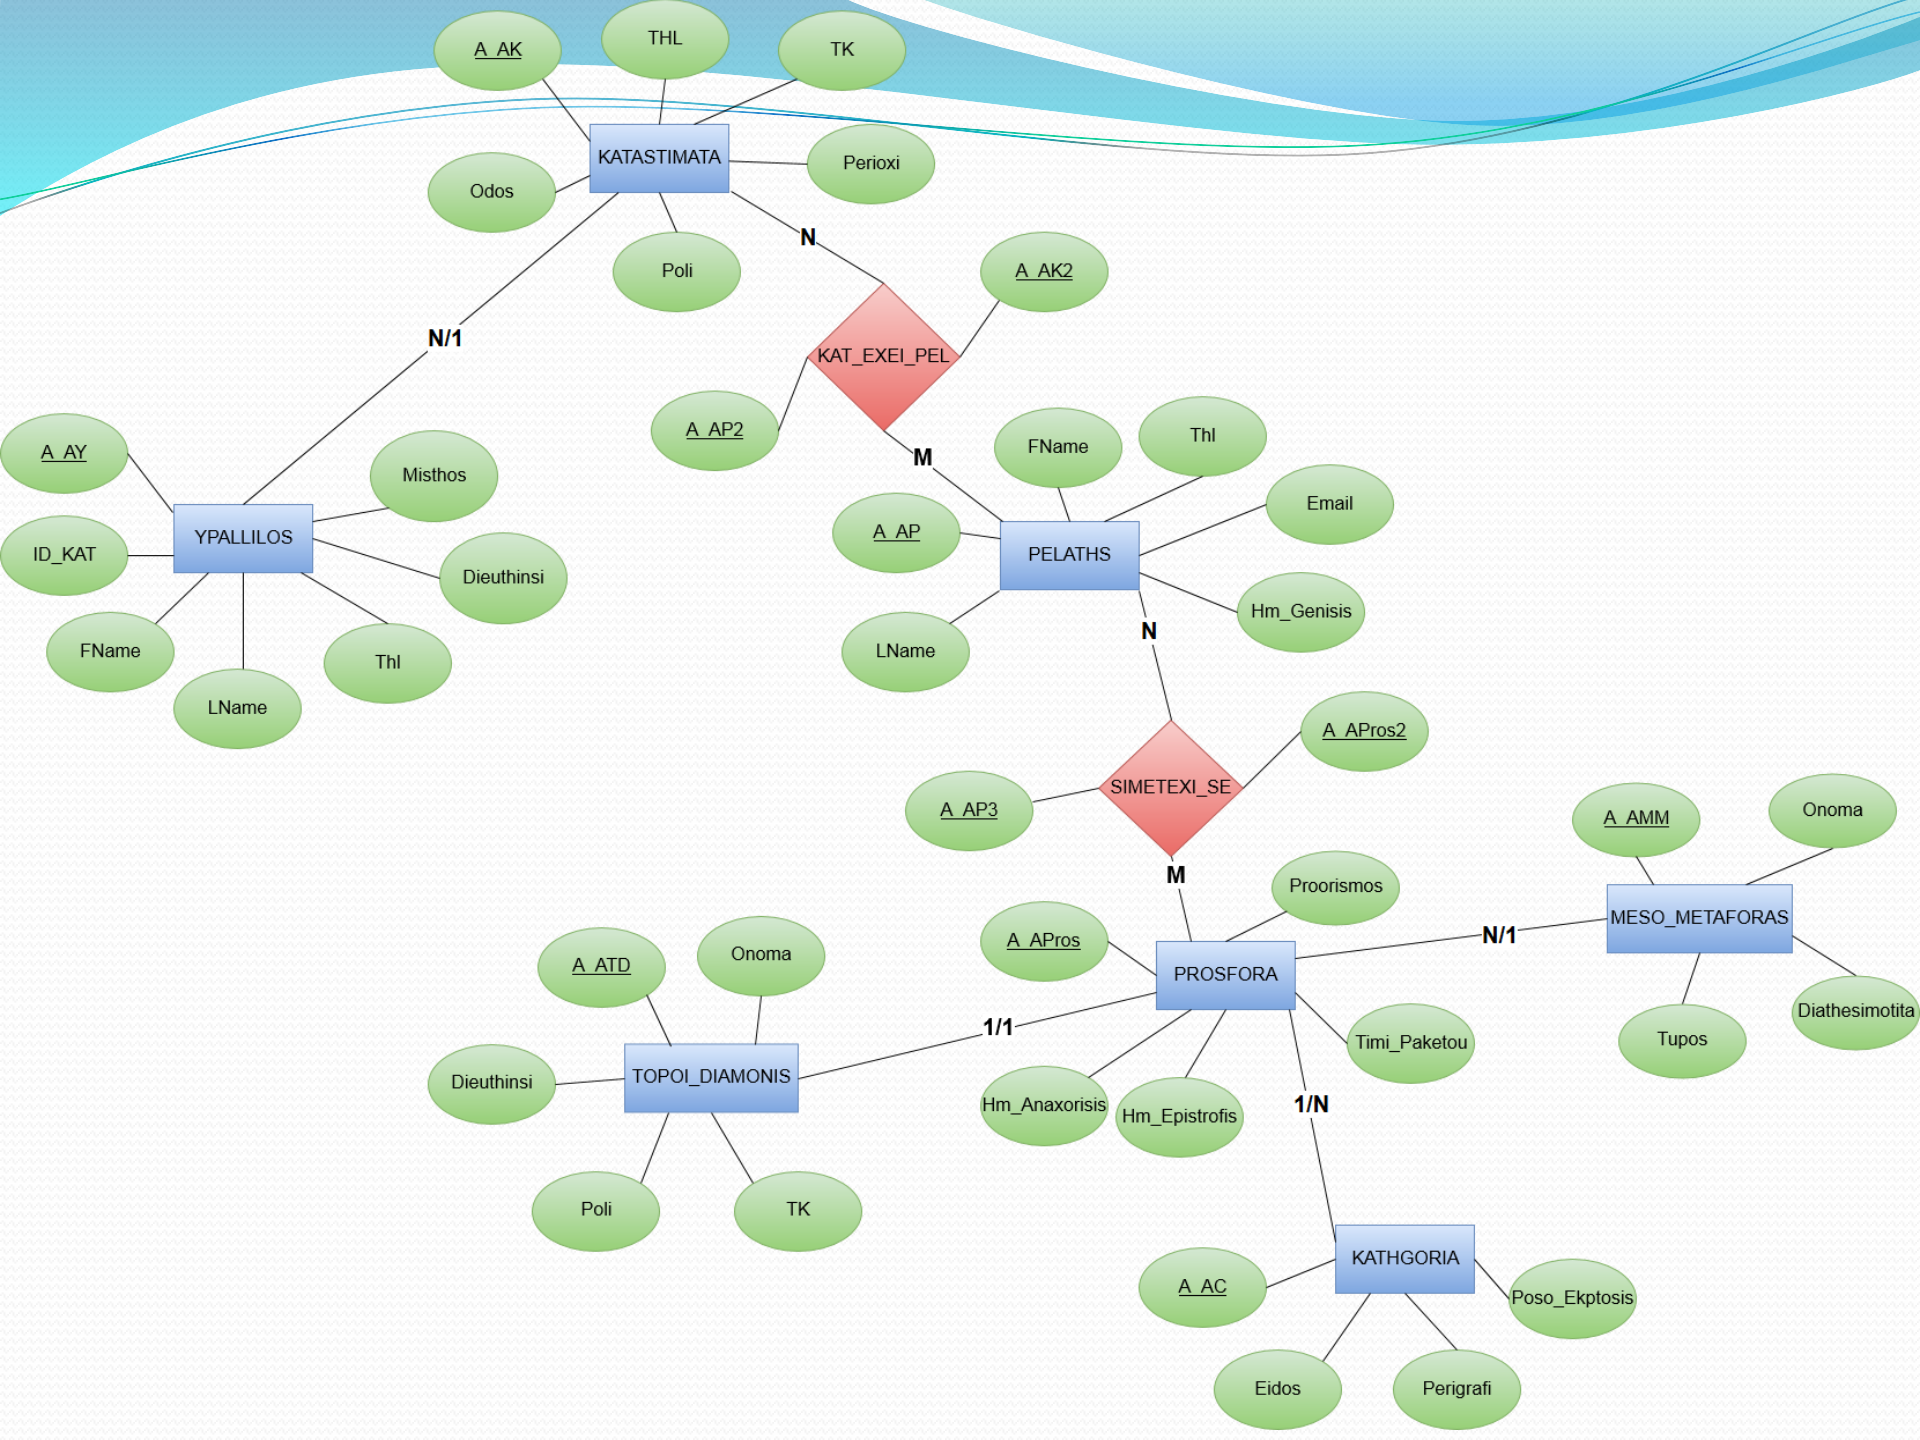 THL
A_AK
TK
KATASTIMATA
Perioxi
Odos
N
Poli
A_AK2
N/1
KAT_EXEI_PEL
A_AP2
Thl
FName
A_AY
M
Misthos
Email
A_AP
YPALLILOS
ID_KAT
PELATHS
Dieuthinsi
Hm_Genisis
N
FName
LName
Thl
LName
A_APros2
SIMETEXI_SE
A_AP3
Onoma
A_AMM
M
Proorismos
MESO_METAFORAS
N/1
A_APros
Onoma
A_ATD
PROSFORA
Diathesimotita
1/1
Tupos
Timi_Paketou
TOPOI_DIAMONIS
Dieuthinsi
Hm_Anaxorisis
1/N
Hm_Epistrofis
Poli
TK
KATHGORIA
A_AC
Poso_Ekptosis
Eidos
Perigrafi